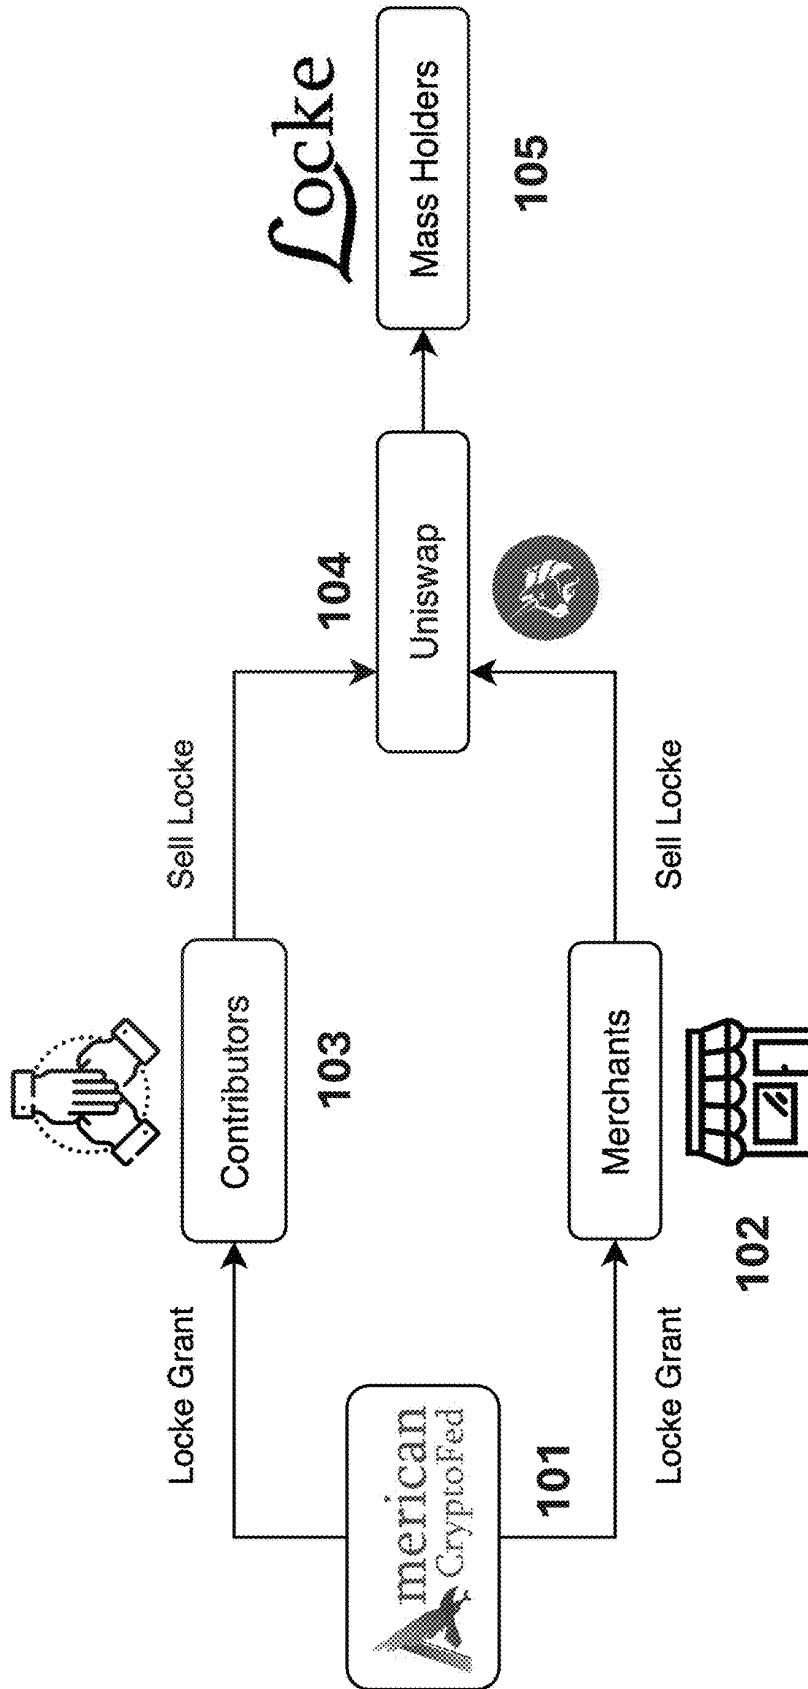 Locke Grant
Contributors
103
Sell Locke
American
CryptoFed
101
104
Uniswap
Locke
Mass Holders
105
Locke Grant
Merchants
102
Sell Locke